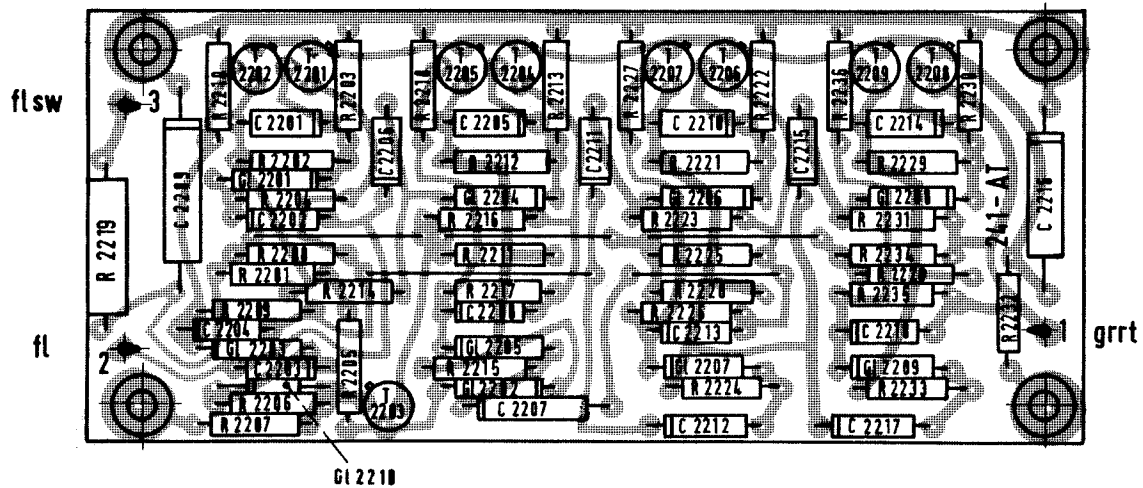 T 2202
T 2201
T 2205
T 2204
T 2207
T 2206
T 2209
T 2208
R 2210
R 2203
R 2218
R 2213
R 2227
R 2222
R 2236
R 2230
fl sw
3
C 2201
C 2205
C 2210
C 2214
C 2206
C 2211
C 2215
C 2216
R 2202
R 2212
R 2221
R 2229
Gl 2201
R 2204
Gl 2204
Gl 2206
Gl 2208
C 2202
R 2216
R 2223
R 2231
241-AT
R 2219
R 2208
R 2211
R 2225
R 2234
R 2201
R 2220
R 2214
R 2217
R 2228
R 2235
R 2232
R 2209
C 2208
R 2226
C 2204
C 2213
C 2218
1
grrt
fl
2
Gl 2203
R 2205
Gl 2205
C 2203
R 2215
Gl 2207
Gl 2209
Gl 2202
R 2224
R 2233
R 2206
T 2203
C 2207
R 2207
C 2212
C 2217
Gl 2210